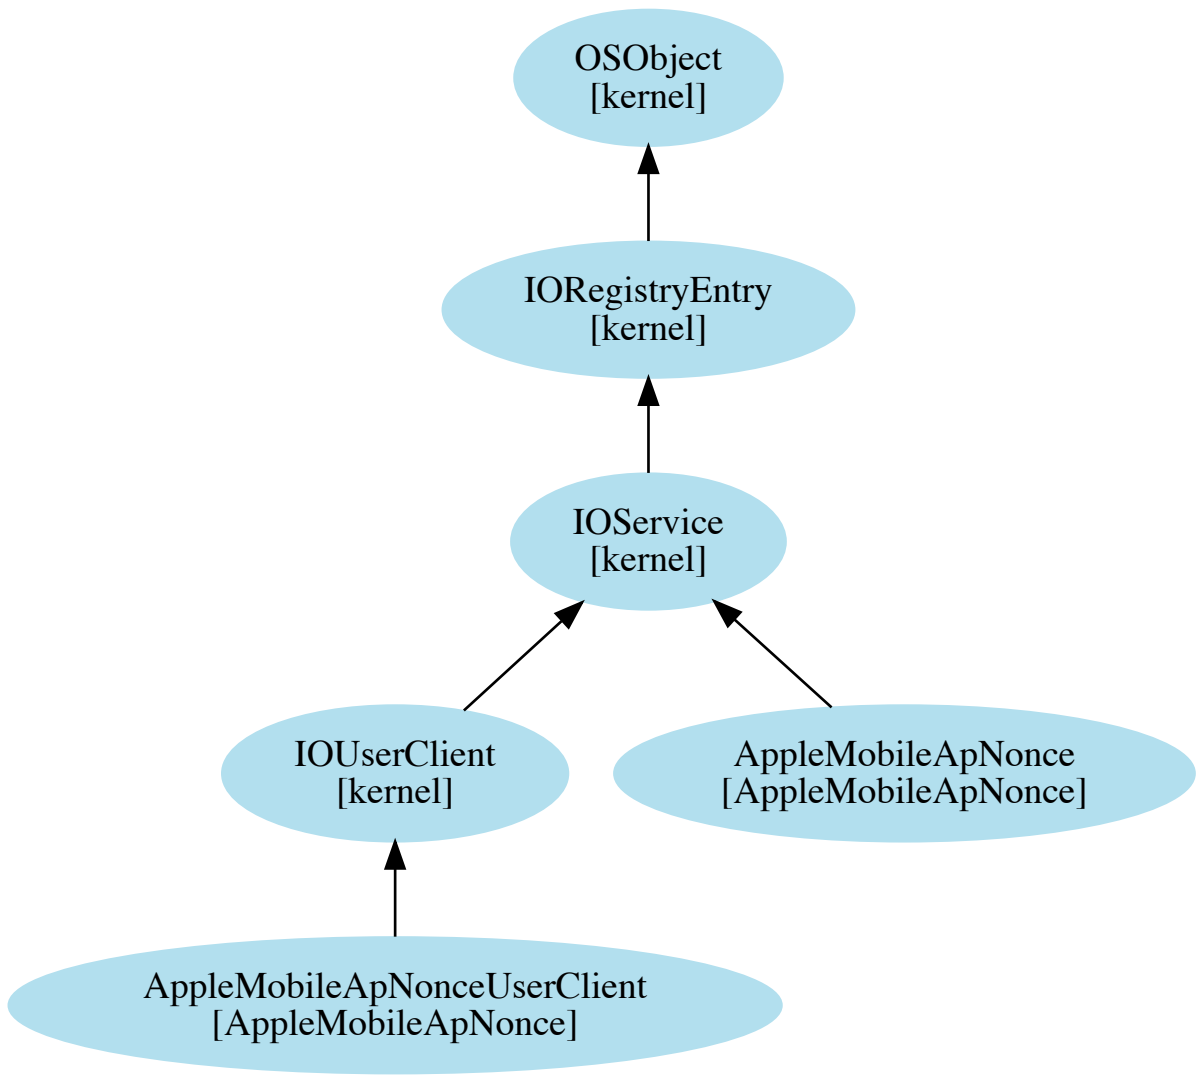 OSObject
[kernel]
IORegistryEntry
[kernel]
IOService
[kernel]
IOUserClient
[kernel]
AppleMobileApNonce
[AppleMobileApNonce]
AppleMobileApNonceUserClient
[AppleMobileApNonce]